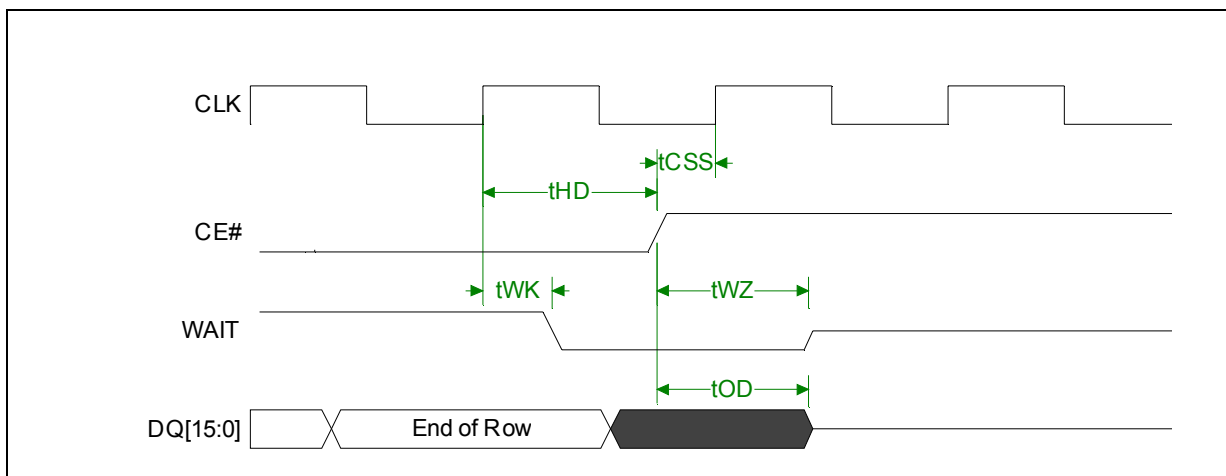 CLK
tCSS
tHD
CE#
tWK
tWZ
WAIT
tOD
DQ[15:0]
End of Row